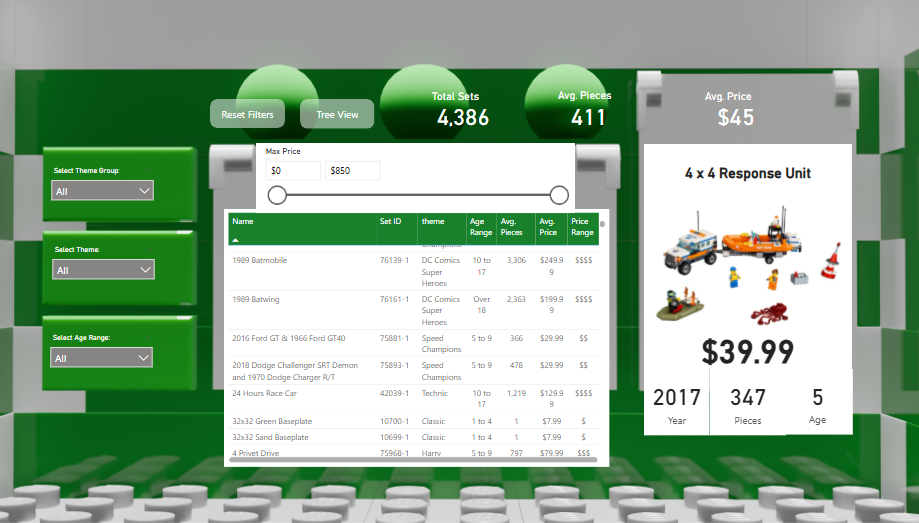 Total Sets
4,386
Avg. Pieces
411
Avg. Price
$45
Reset Filters
Tree View
Max Price
$0
$850
Select Theme Group:
All
Select Theme:
All
Select Age Range:
All
Name Set ID theme Age Range Avg. Pieces Avg. Price Price Range
Champions
1989 Batmobile 76139-1 DC Comics Super Heroes 10 to 17 3,306 $249.99 $$$$
1989 Batwing 76161-1 DC Comics Super Heroes Over 18 2,363 $199.99 $$$$
2016 Ford GT & 1966 Ford GT40 75881-1 Speed Champions 5 to 9 366 $29.99 $$
2018 Dodge Challenger SRT Demon and 1970 Dodge Charger R/T 75893-1 Speed Champions 5 to 9 478 $29.99 $$
24 Hours Race Car 42039-1 Technic 10 to 17 1,219 $129.99 $$$$
32x32 Green Baseplate 10700-1 Classic 1 to 4 1 $7.99 $
32x32 Sand Baseplate 10699-1 Classic 1 to 4 1 $7.99 $
4 Privet Drive 75968-1 Harry 5 to 9 797 $79.99 $$$
4 x 4 Response Unit
$39.99
2017
Year
347
Pieces
5
Age